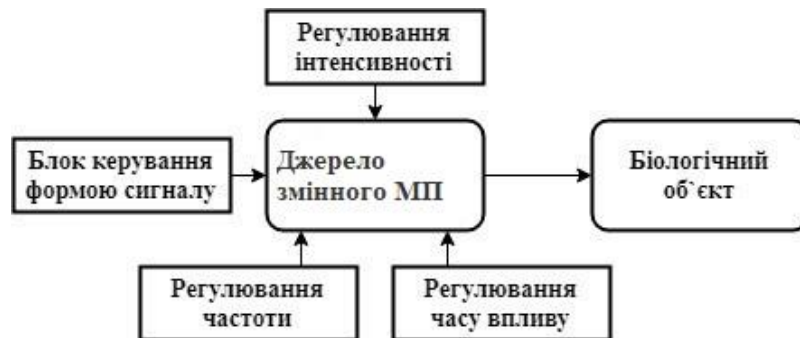 Регулювання
інтенсивності
Блок керування
формою сигналу
Джерело
змінного МП
Біологічний
об`єкт
Регулювання
частоти
Регулювання
часу впливу